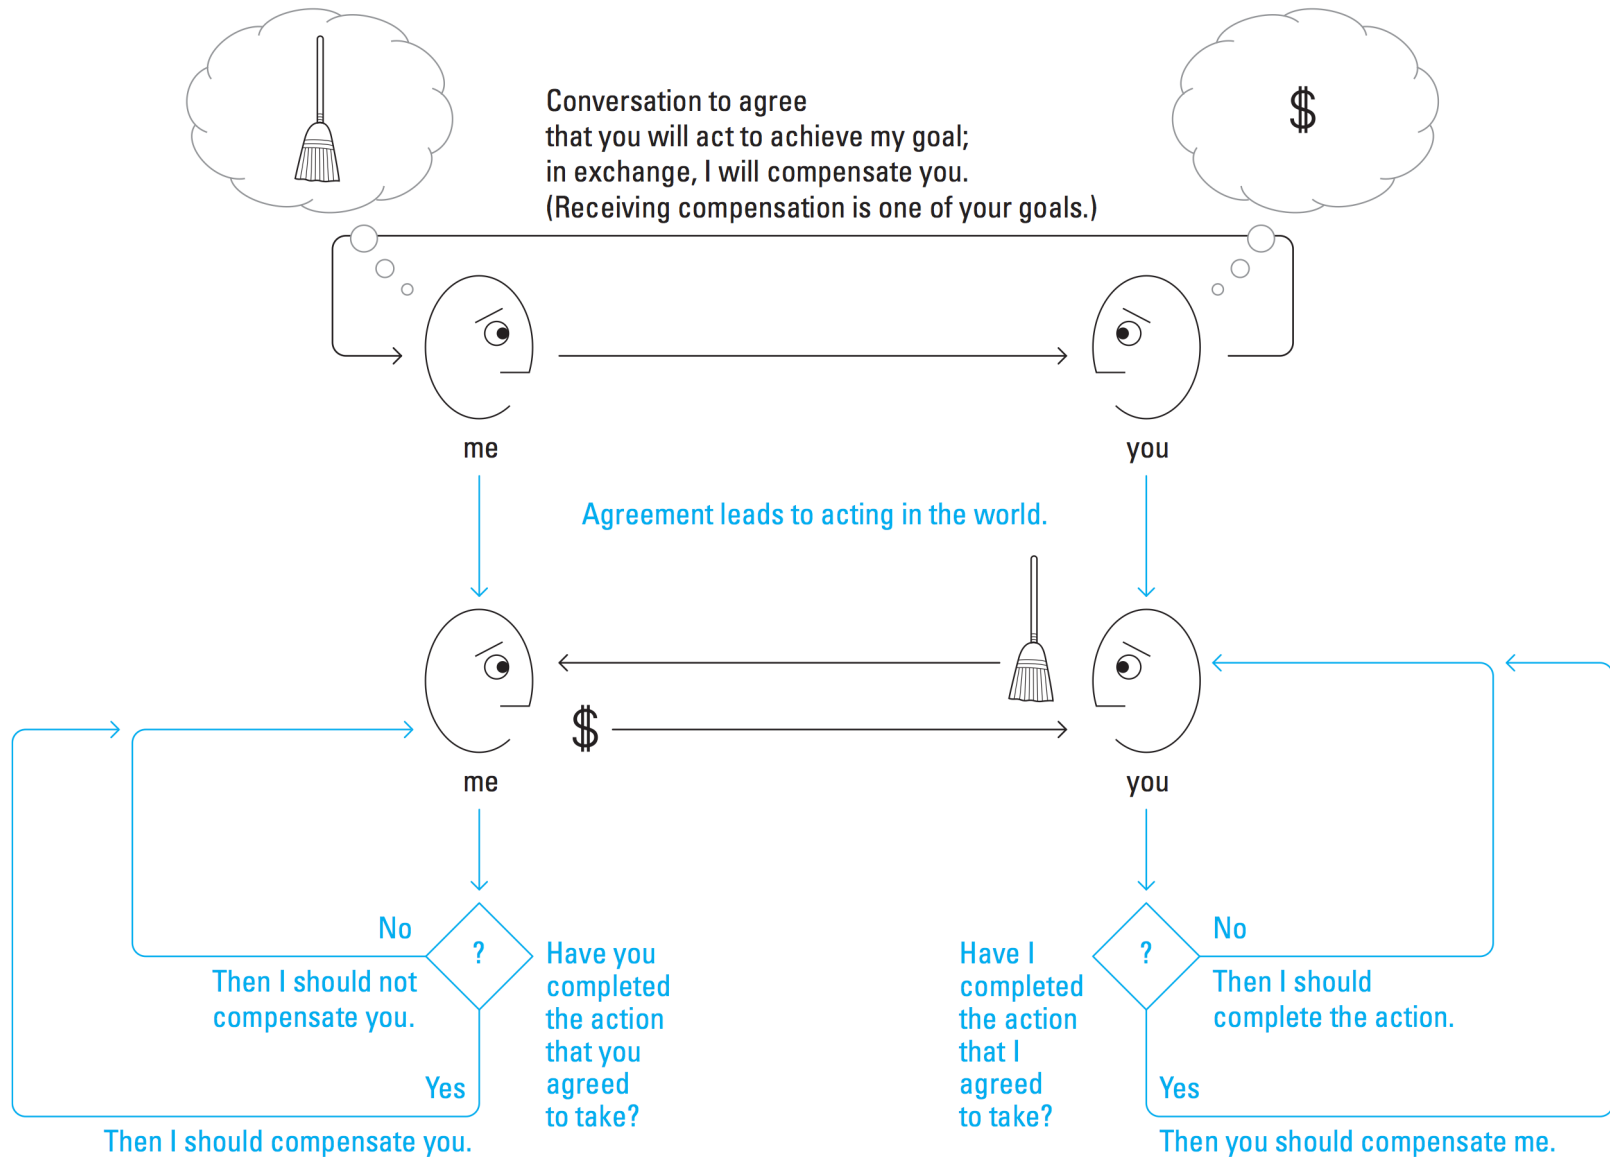 $
Conversation to agree
that you will act to achieve my goal;
in exchange, I will compensate you.
(Receiving compensation is one of your goals.)
me
you
Agreement leads to acting in the world.
$
me
you
No
?
Have you
completed
the action
that you
agreed
to take?
Then I should not
compensate you.
Yes
Then I should compensate you.
Have I
completed
the action
that I
agreed
to take?
?
No
Then I should
complete the action.
Yes
Then you should compensate me.